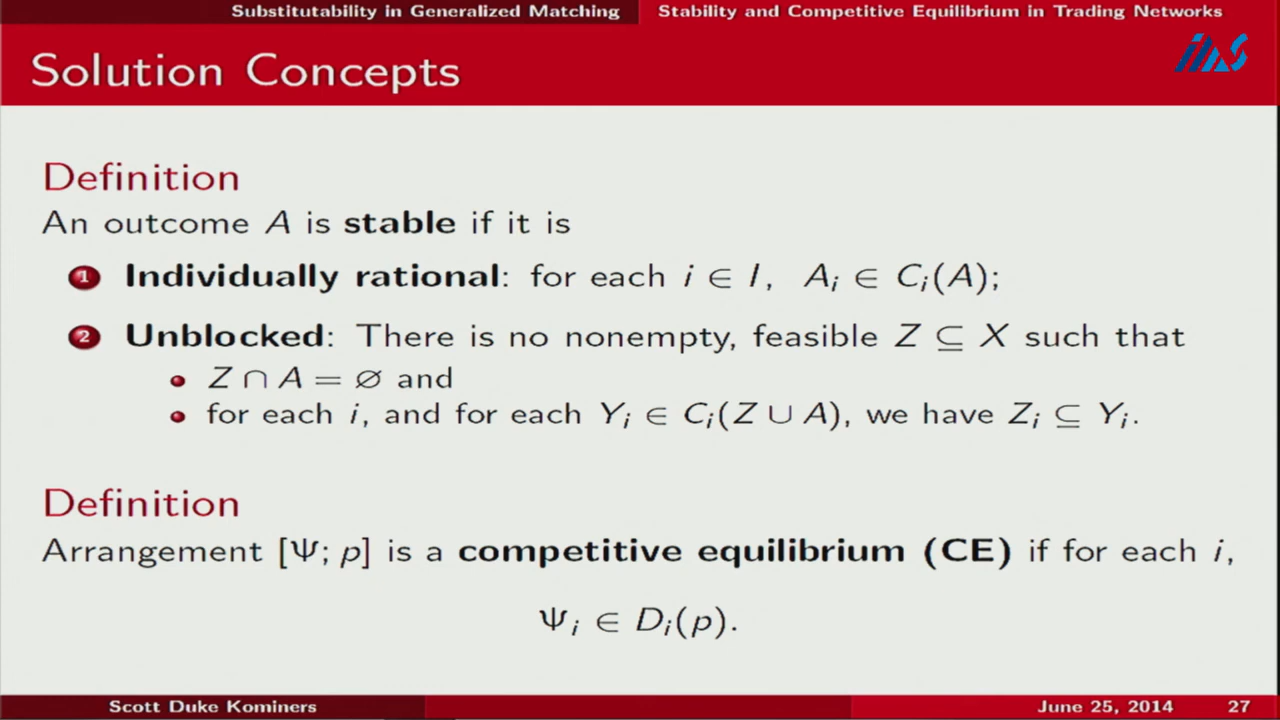 Substitutability in Generalized Matching Stability and Competitive Equilibrium in Trading Networks
Solution Concepts
IMS
Definition
An outcome A is stable if it is
1 Individually rational: for each i ∈ I, A_i ∈ C_i(A);
2 Unblocked: There is no nonempty, feasible Z ⊆ X such that
• Z ∩ A = ∅ and
• for each i, and for each Y_i ∈ C_i(Z ∪ A), we have Z_i ⊆ Y_i.
Definition
Arrangement [Ψ; p] is a competitive equilibrium (CE) if for each i,
Ψ_i ∈ D_i(p).
Scott Duke Kominers June 25, 2014 27